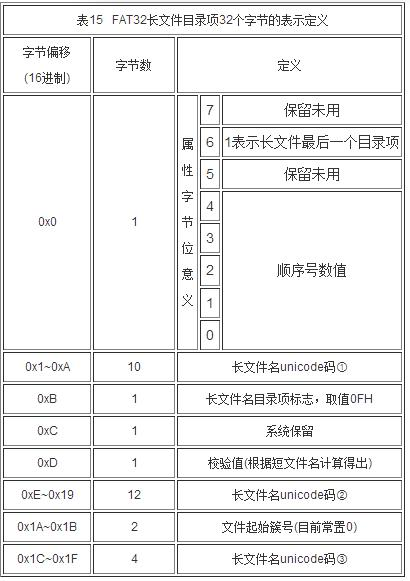 表15 FAT32长文件目录项32个字节的表示定义
字节偏移
(16进制)
字节数
定义
0x0
1
属性字节位意义
7
保留未用
6
1表示长文件最后一个目录项
5
保留未用
4
3
2
1
0
顺序号数值
0x1~0xA
10
长文件名unicode码①
0xB
1
长文件名目录项标志，取值0FH
0xC
1
系统保留
0xD
1
校验值(根据短文件名计算得出)
0xE~0x19
12
长文件名unicode码②
0x1A~0x1B
2
文件起始簇号(目前常置0)
0x1C~0x1F
4
长文件名unicode码③